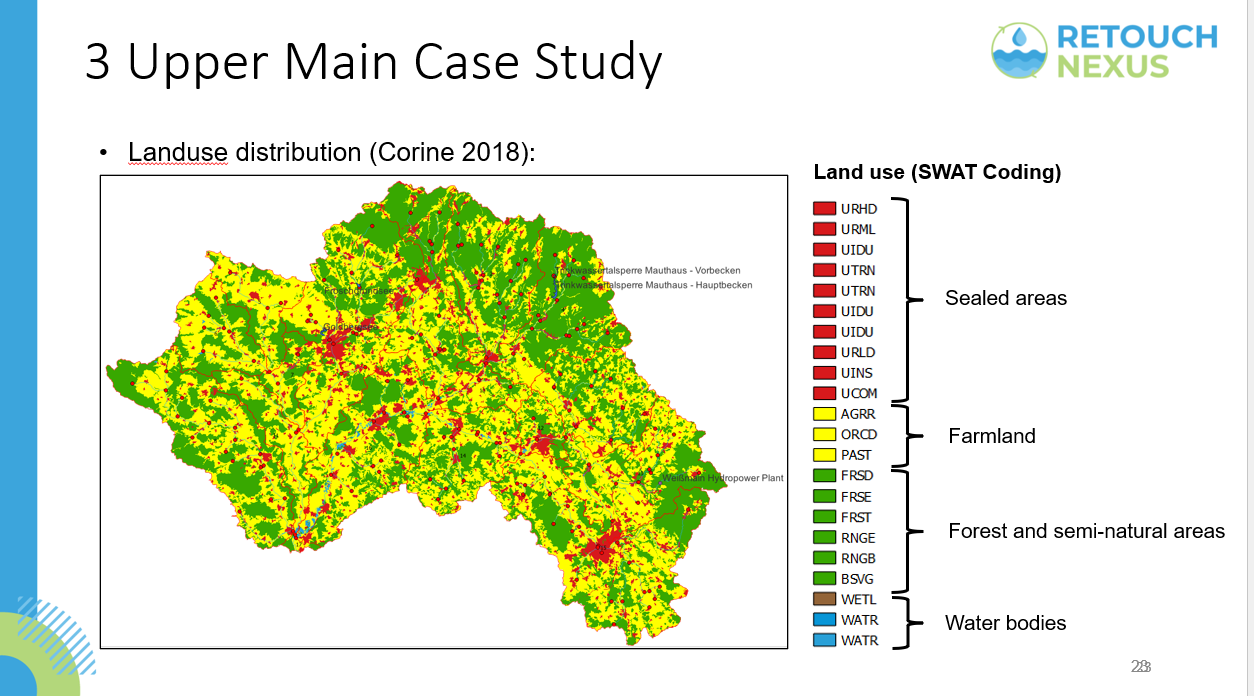 3 Upper Main Case Study
RETOUCH
NEXUS
• Landuse distribution (Corine 2018):
Trinkwassertalsperre Mauthaus - Vorbecken
Trinkwassertalsperre Mauthaus - Hauptbecken
Weißmain Hydropower Plant
Land use (SWAT Coding)
URHD
URML
UIDU
UTRN
UTRN
UIDU
UIDU
URLD
UINS
UCOM
Sealed areas
AGRR
ORCD
PAST
Farmland
FRSD
FRSE
FRST
RNGE
RNGB
BSVG
Forest and semi-natural areas
WETL
WATR
WATR
Water bodies